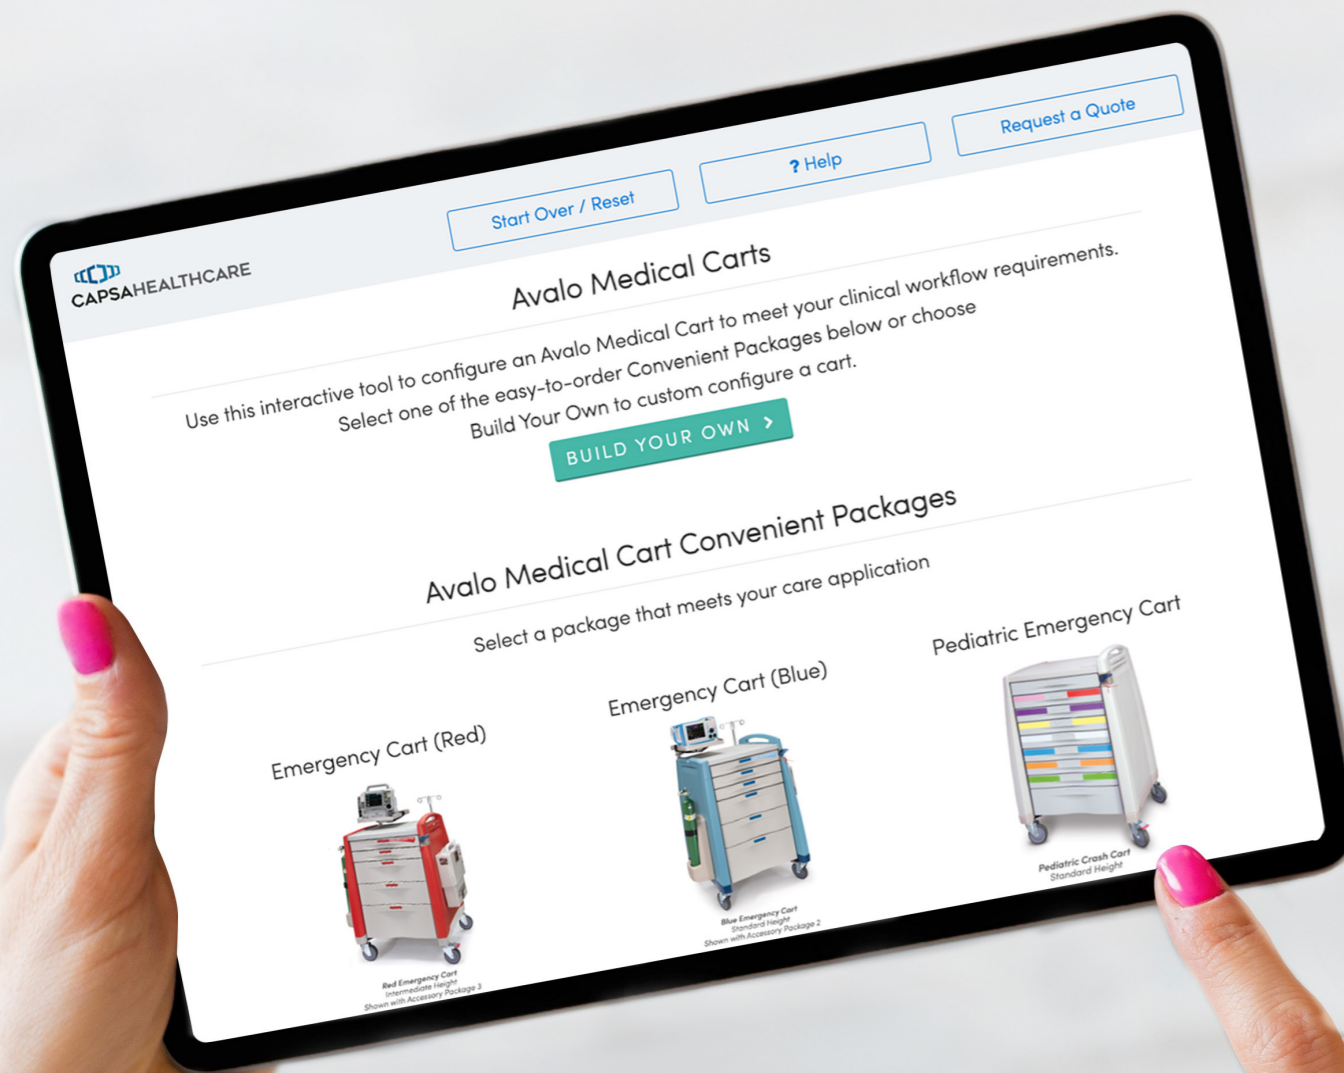 CAPSAHEALTHCARE
Start Over / Reset
? Help
Request a Quote
Avalo Medical Carts
Use this interactive tool to configure an Avalo Medical Cart to meet your clinical workflow requirements.
Select one of the easy-to-order Convenient Packages below or choose
Build Your Own to custom configure a cart.
BUILD YOUR OWN >
Avalo Medical Cart Convenient Packages
Select a package that meets your care application
Emergency Cart (Red)
Red Emergency Cart
Intermediate Height
Shown with Accessory Package 3
Emergency Cart (Blue)
Blue Emergency Cart
Standard Height
Shown with Accessory Package 2
Pediatric Emergency Cart
Pediatric Crash Cart
Standard Height